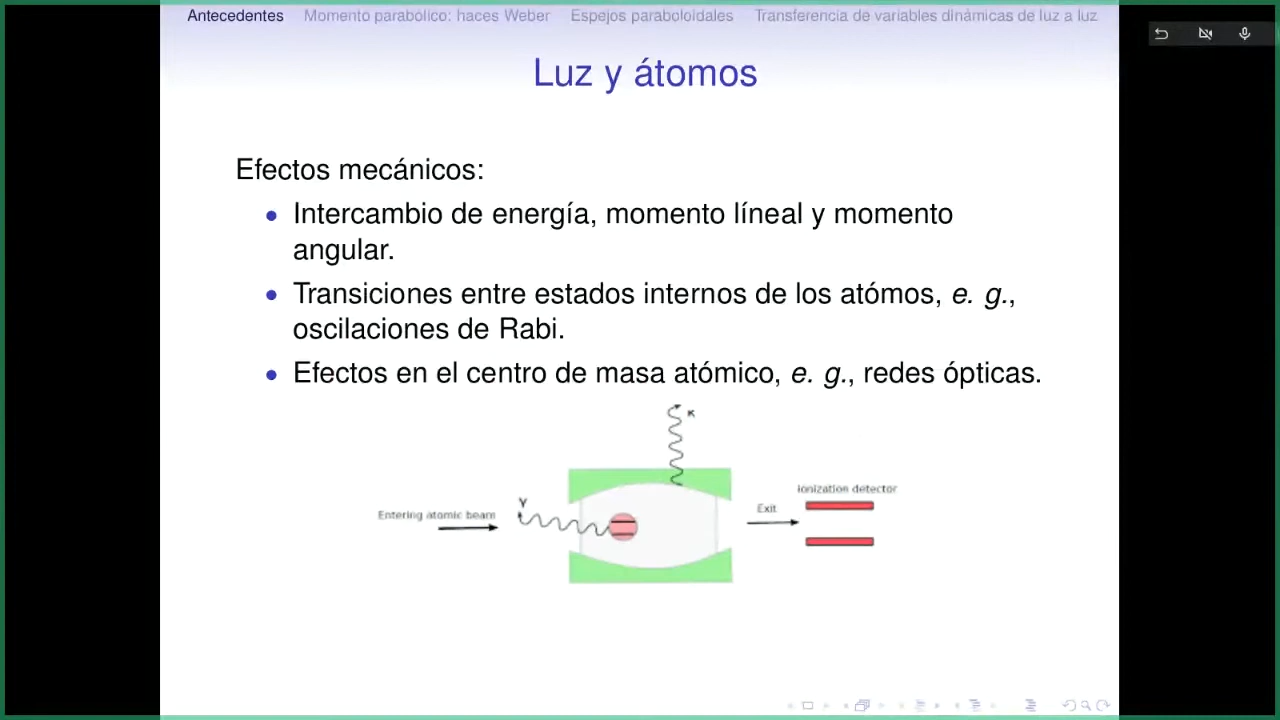 Antecedentes Momento parabólico: haces Weber Espejos paraboloidales Transferencia de variables dinámicas de luz a luz
Luz y átomos
Efectos mecánicos:
• Intercambio de energía, momento líneal y momento
angular.
• Transiciones entre estados internos de los atómos, e. g.,
oscilaciones de Rabi.
• Efectos en el centro de masa atómico, e. g., redes ópticas.
κ
ionization detector
γ
Exit
Entering atomic beam